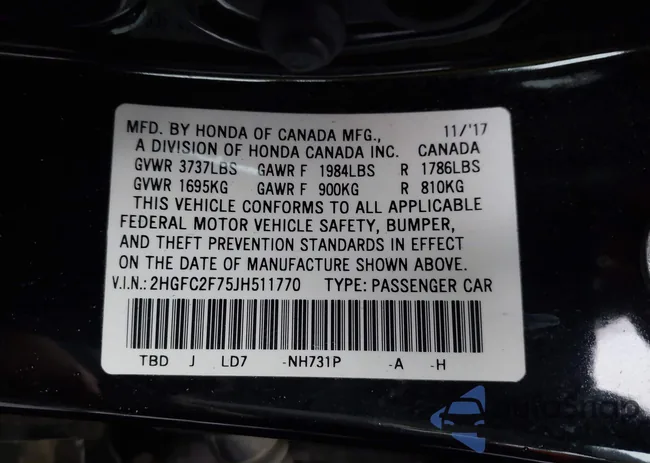 MFD. BY HONDA OF CANADA MFG., 11/'17
A DIVISION OF HONDA CANADA INC. CANADA
GVWR 3737LBS GAWR F 1984LBS R 1786LBS
GVWR 1695KG GAWR F 900KG R 810KG
THIS VEHICLE CONFORMS TO ALL APPLICABLE
FEDERAL MOTOR VEHICLE SAFETY, BUMPER,
AND THEFT PREVENTION STANDARDS IN EFFECT
ON THE DATE OF MANUFACTURE SHOWN ABOVE.
V.I.N.: 2HGFC2F75JH511770 TYPE: PASSENGER CAR
TBD J LD7 -NH731P -A -H